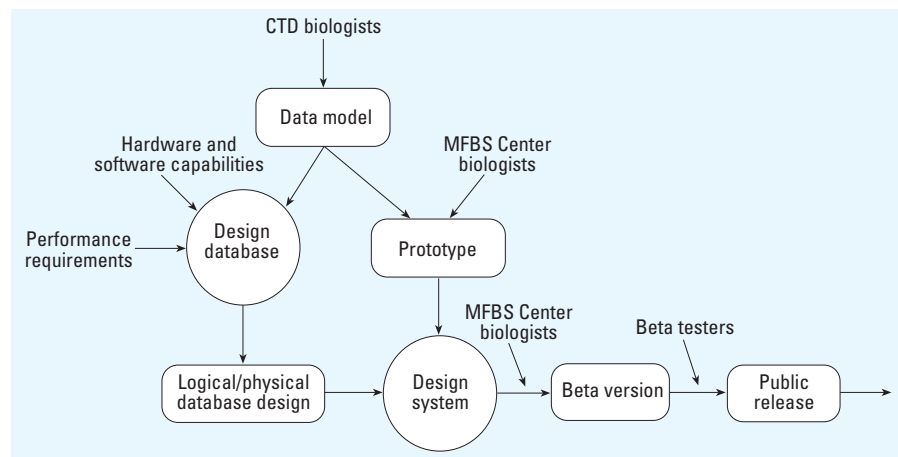 CTD biologists
Data model
Hardware and
software capabilities
MFBS Center
biologists
Performance
requirements
Design
database
Prototype
MFBS Center
biologists
Beta testers
Logical/physical
database design
Design
system
Beta version
Public
release